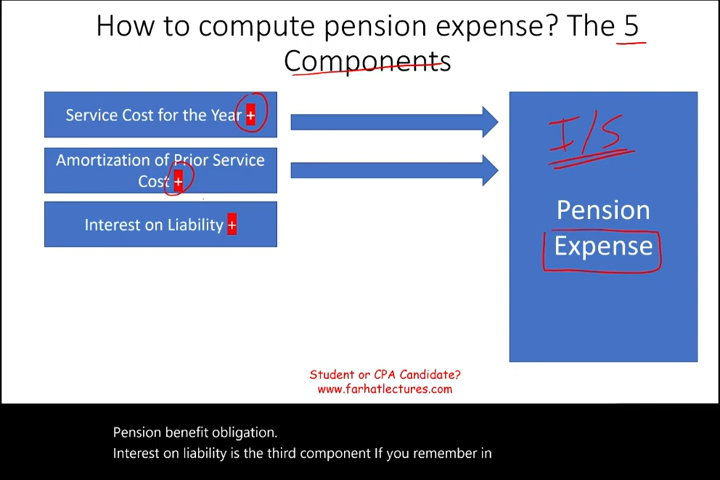 How to compute pension expense? The 5
Components
Service Cost for the Year +
Amortization of Prior Service
Cost +
Interest on Liability +
I/S
Pension
Expense
Student or CPA Candidate?
www.farhatlectures.com
Pension benefit obligation.
Interest on liability is the third component If you remember in